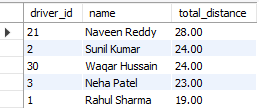 driver_id name total_distance
21 Naveen Reddy 28.00
2 Sunil Kumar 24.00
30 Waqar Hussain 24.00
3 Neha Patel 23.00
1 Rahul Sharma 19.00